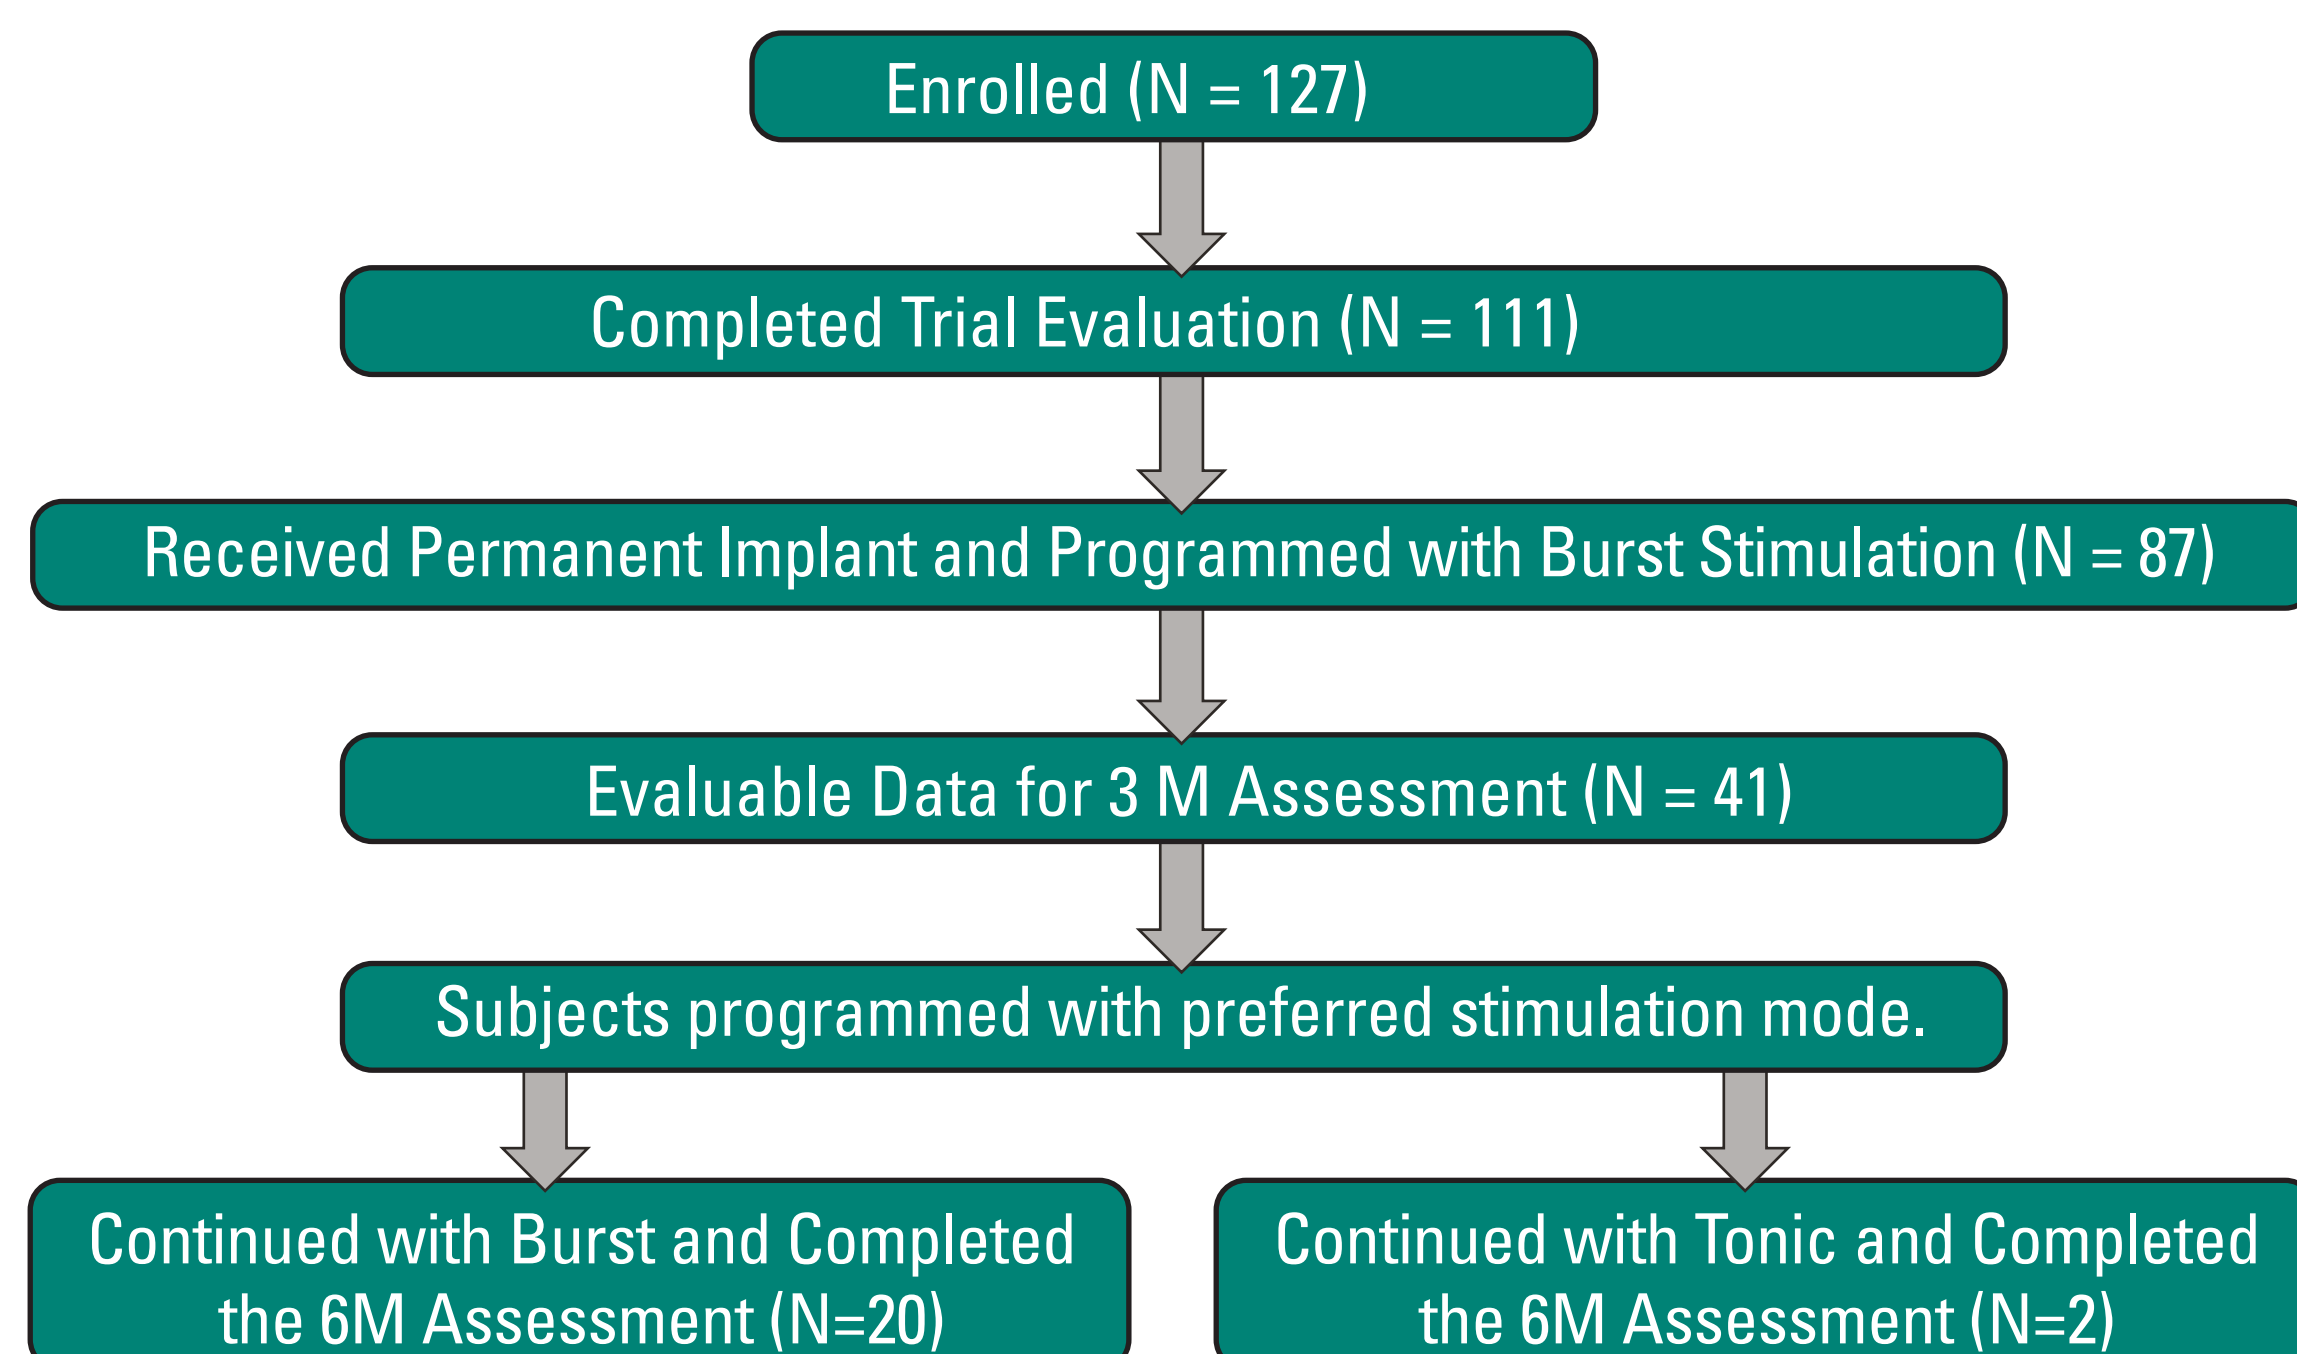 Enrolled (N = 127)
Completed Trial Evaluation (N = 111)
Received Permanent Implant and Programmed with Burst Stimulation (N = 87)
Evaluable Data for 3 M Assessment (N = 41)
Subjects programmed with preferred stimulation mode.
Continued with Burst and Completed
the 6M Assessment (N=20)
Continued with Tonic and Completed
the 6M Assessment (N=2)